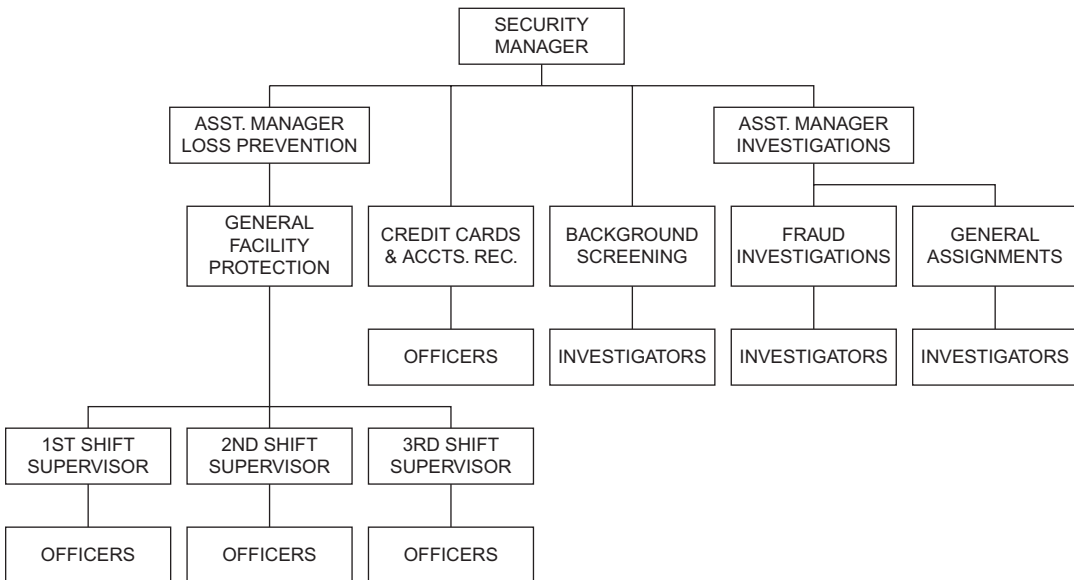 SECURITY
MANAGER
ASST. MANAGER
LOSS PREVENTION
ASST. MANAGER
INVESTIGATIONS
GENERAL
FACILITY
PROTECTION
CREDIT CARDS
& ACCTS. REC.
BACKGROUND
SCREENING
FRAUD
INVESTIGATIONS
GENERAL
ASSIGNMENTS
OFFICERS
INVESTIGATORS
INVESTIGATORS
INVESTIGATORS
1ST SHIFT
SUPERVISOR
2ND SHIFT
SUPERVISOR
3RD SHIFT
SUPERVISOR
OFFICERS
OFFICERS
OFFICERS